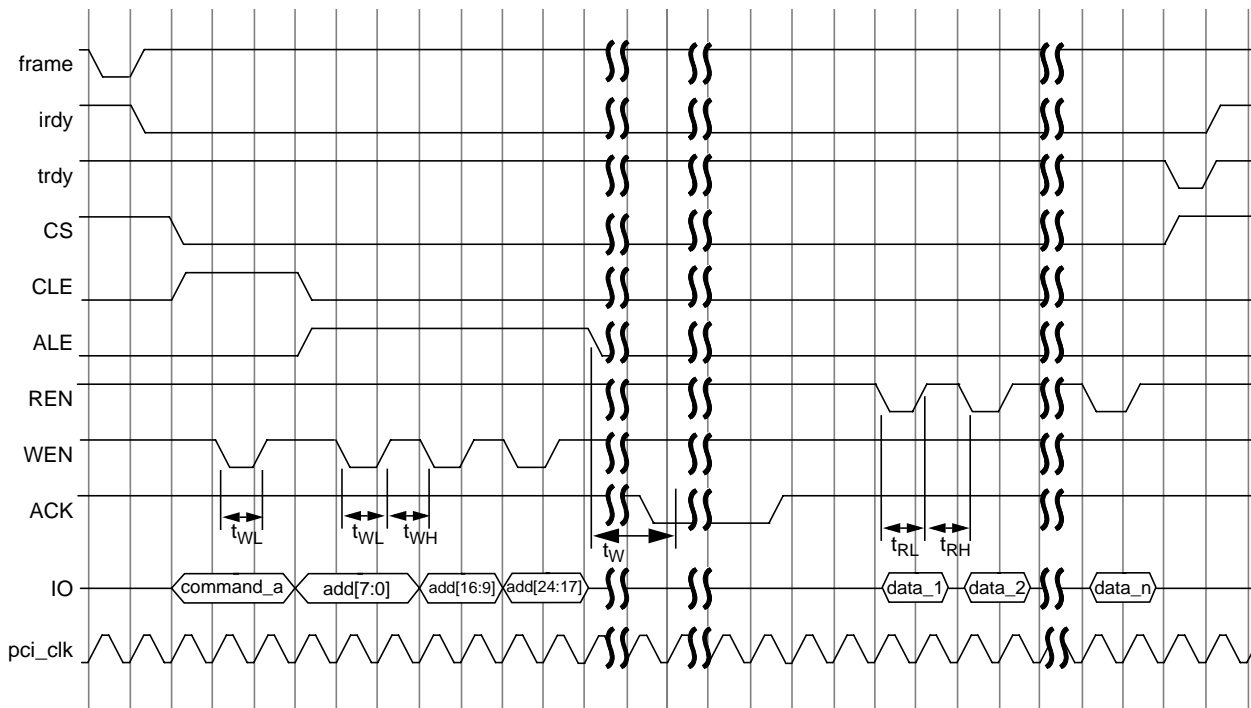 frame
irdy
trdy
CS
CLE
ALE
REN
WEN
ACK
tWL
tWL
tWH
tW
tRL
tRH
IO
command_a
add[7:0]
add[16:9]
add[24:17]
data_1
data_2
data_n
pci_clk